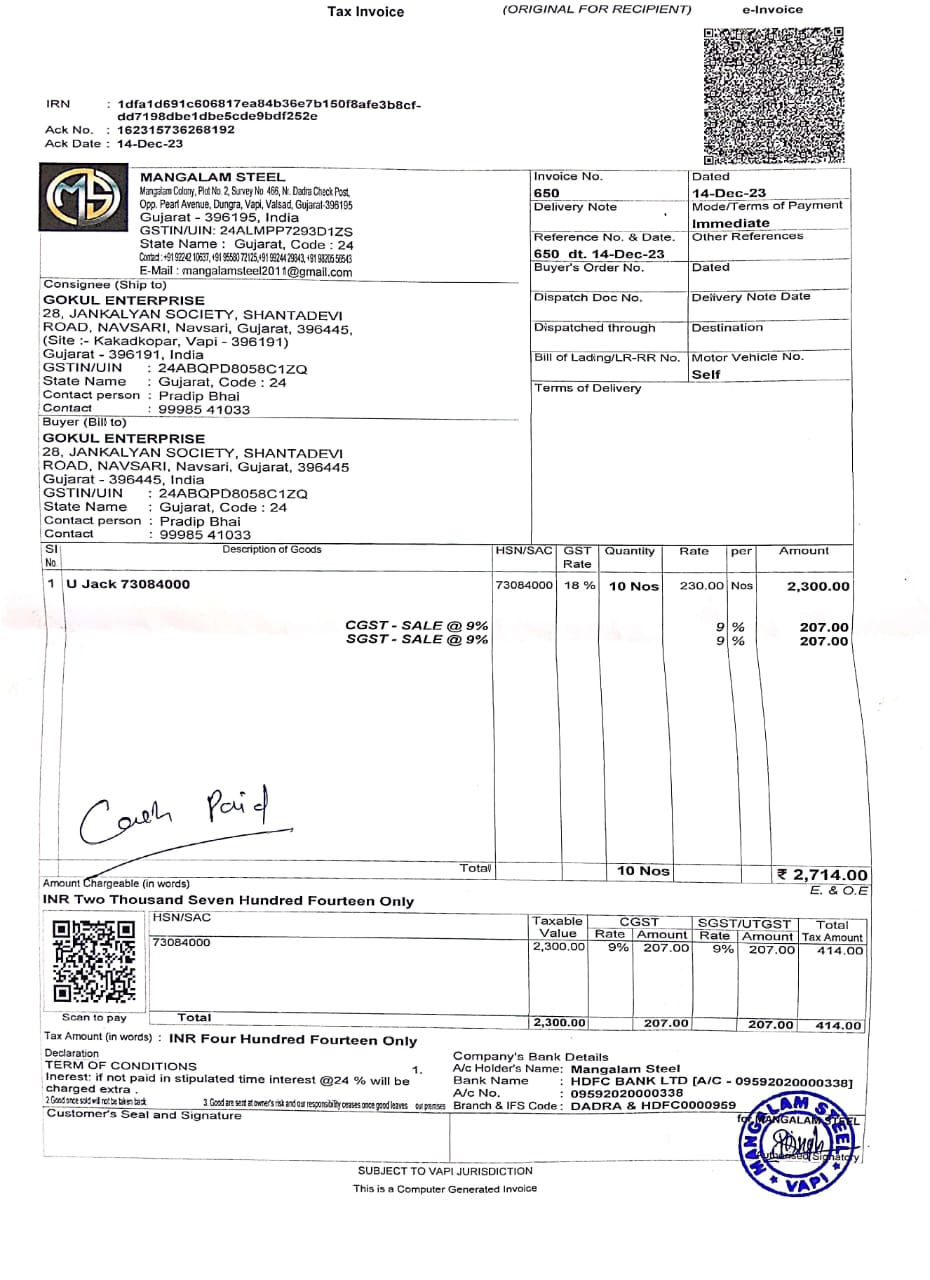 Tax Invoice
(ORIGINAL FOR RECIPIENT)
e-Invoice
IRN : 1dfa1d691c606817ea84b36e7b150f8afe3b8cf-
dd7198dbe1dbe5cde9bdf252e
Ack No. : 162315736268192
Ack Date : 14-Dec-23
MS
MANGALAM STEEL
Mangalam Colony, Plot No. 2, Survey No. 466, Nr. Dadra Check Post,
Opp. Pearl Avenue, Dungra, Vapi, Valsad, Gujarat-396195
Gujarat - 396195, India
GSTIN/UIN: 24ALMPP7293D1ZS
State Name : Gujarat, Code : 24
Contact : +91 92242 10637, +91 95580 72125, +91 99244 29843, +91 98205 56543
E-Mail : mangalamsteel2011@gmail.com
Invoice No.
650
Dated
14-Dec-23
Delivery Note
Mode/Terms of Payment
Immediate
Reference No. & Date.
650 dt. 14-Dec-23
Other References
Buyer's Order No.
Dated
Dispatch Doc No.
Delivery Note Date
Dispatched through
Destination
Bill of Lading/LR-RR No.
Motor Vehicle No.
Self
Terms of Delivery
Consignee (Ship to)
GOKUL ENTERPRISE
28, JANKALYAN SOCIETY, SHANTADEVI
ROAD, NAVSARI, Navsari, Gujarat, 396445,
(Site :- Kakadkopar, Vapi - 396191)
Gujarat - 396191, India
GSTIN/UIN : 24ABQPD8058C1ZQ
State Name : Gujarat, Code : 24
Contact person : Pradip Bhai
Contact : 99985 41033
Buyer (Bill to)
GOKUL ENTERPRISE
28, JANKALYAN SOCIETY, SHANTADEVI
ROAD, NAVSARI, Navsari, Gujarat, 396445
Gujarat - 396445, India
GSTIN/UIN : 24ABQPD8058C1ZQ
State Name : Gujarat, Code : 24
Contact person : Pradip Bhai
Contact : 99985 41033
Sl No. Description of Goods HSN/SAC GST Rate Quantity Rate per Amount
1 U Jack 73084000 73084000 18 % 10 Nos 230.00 Nos 2,300.00
CGST - SALE @ 9% 9 % 207.00
SGST - SALE @ 9% 9 % 207.00
Cash Paid
Total 10 Nos ₹ 2,714.00
Amount Chargeable (in words) E. & O.E
INR Two Thousand Seven Hundred Fourteen Only
HSN/SAC Taxable Value CGST SGST/UTGST Total Tax Amount
Rate Amount Rate Amount
73084000 2,300.00 9% 207.00 9% 207.00 414.00
Total 2,300.00 207.00 207.00 414.00
Scan to pay
Tax Amount (in words) : INR Four Hundred Fourteen Only
Declaration
TERM OF CONDITIONS 1.
Inerest: if not paid in stipulated time interest @24 % will be
charged extra .
2 Good once sold will not be taken back. 3. Good are sent at owner's risk and our responsibility ceases once good leaves our premises
Company's Bank Details
A/c Holder's Name: Mangalam Steel
Bank Name : HDFC BANK LTD [A/C - 09592020000338]
A/c No. : 09592020000338
Branch & IFS Code : DADRA & HDFC0000959
Customer's Seal and Signature
for MANGALAM STEEL
Authorised Signatory
MANGALAM STEEL
VAPI
SUBJECT TO VAPI JURISDICTION
This is a Computer Generated Invoice